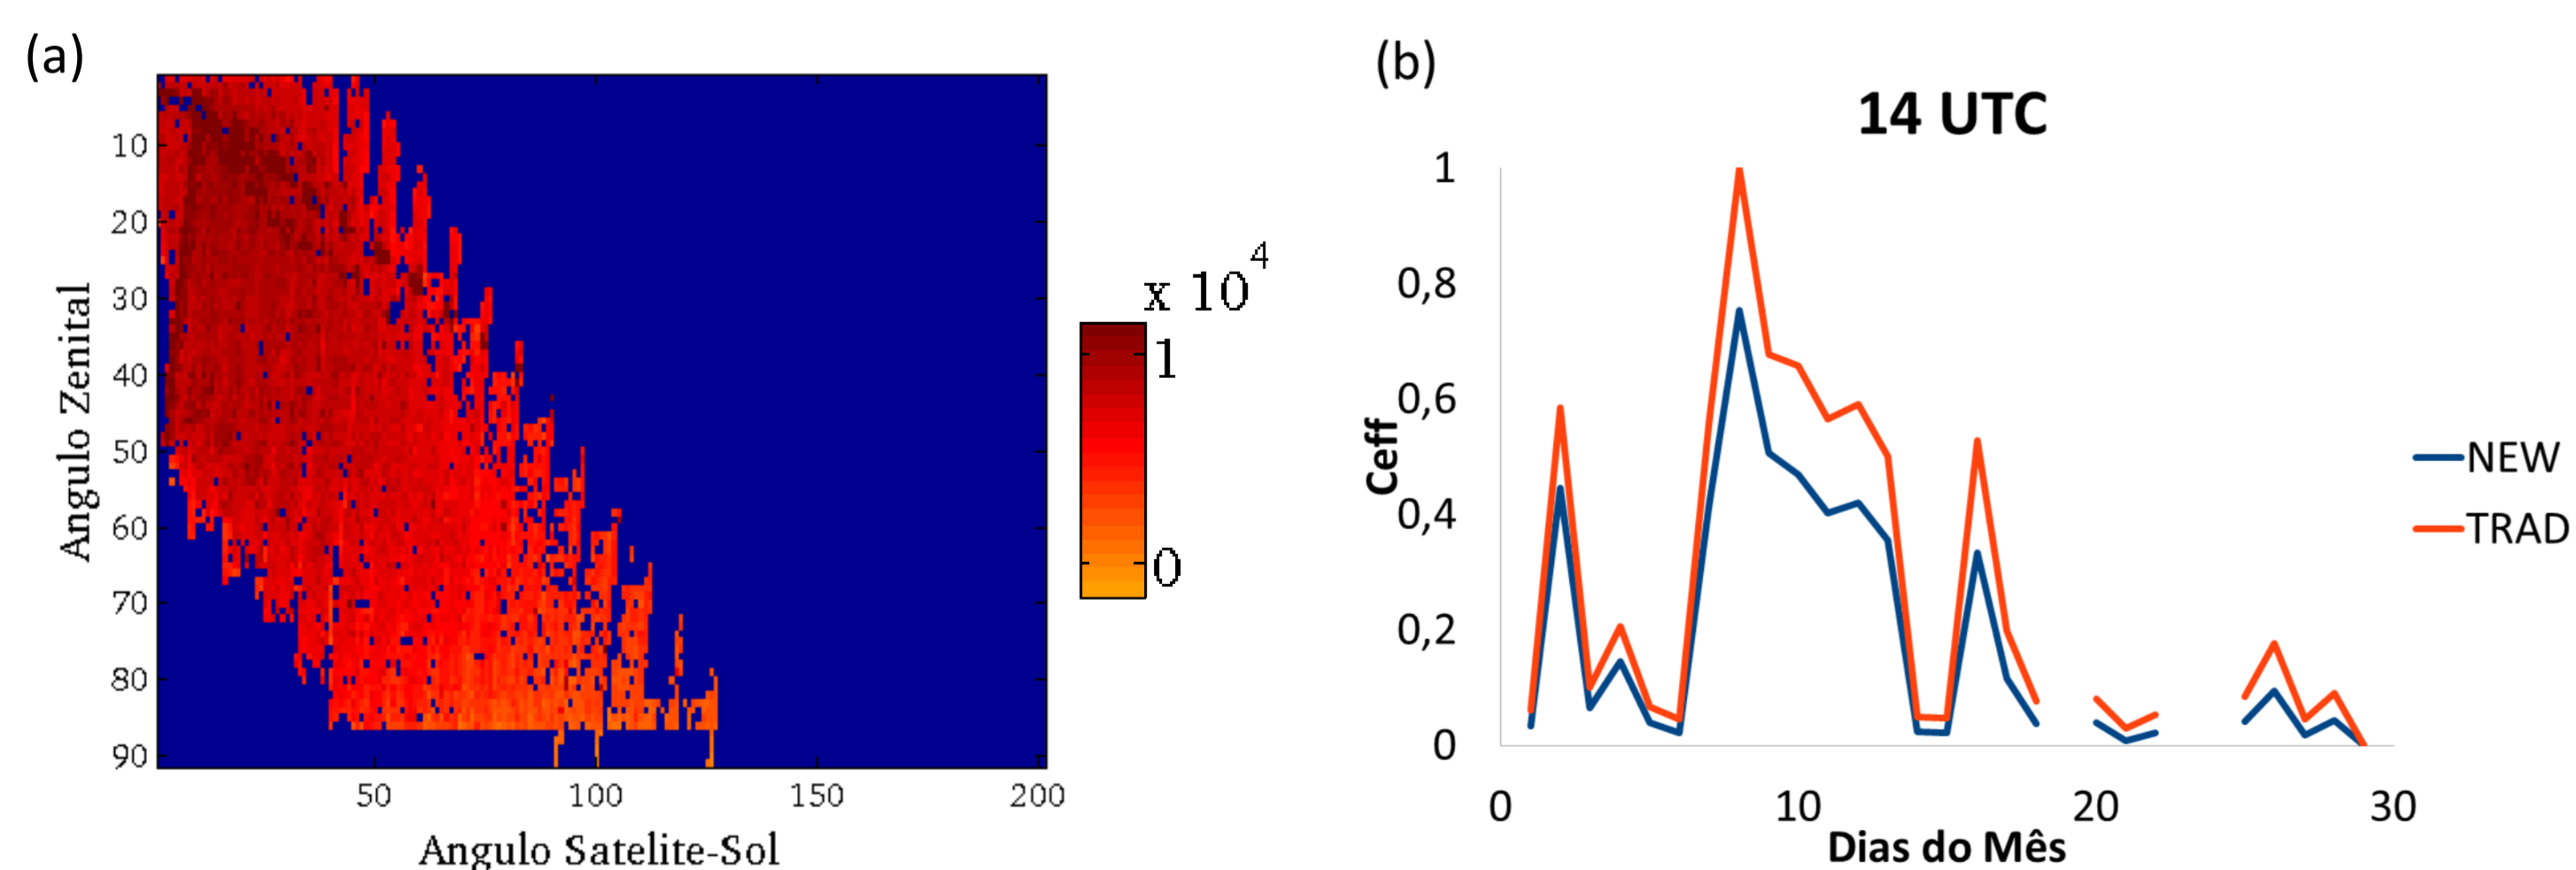 (a)
10
20
30
40
50
60
70
80
90
Angulo Zenital
50
100
150
200
Angulo Satelite-Sol
x 10
4
1
0
(b)
14 UTC
1
0,8
0,6
0,4
0,2
0
Ceff
0
10
20
30
Dias do Mês
NEW
TRAD